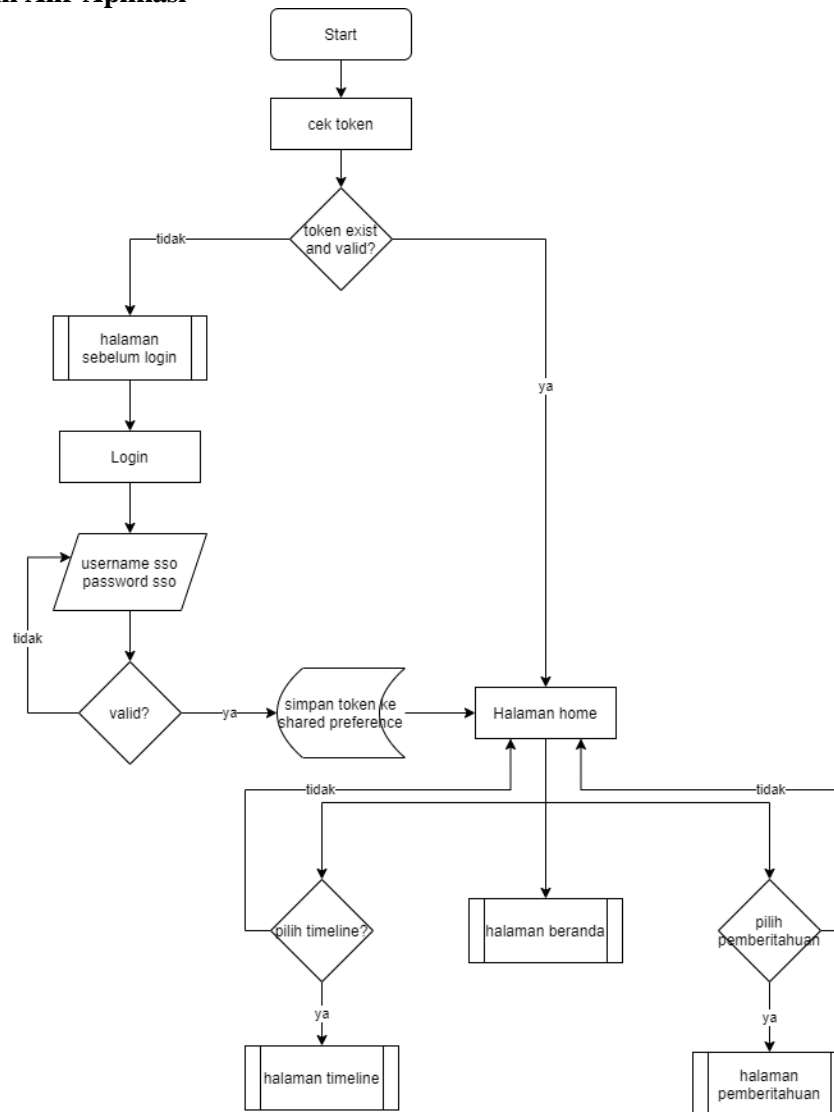 Alir Aplikasi
Start
cek token
token exist
and valid?
tidak
ya
halaman
sebelum login
Login
username sso
password sso
tidak
valid?
ya
simpan token ke
shared preference
Halaman home
tidak
tidak
pilih timeline?
halaman beranda
pilih
pemberitahuan
ya
ya
halaman timeline
halaman
pemberitahuan